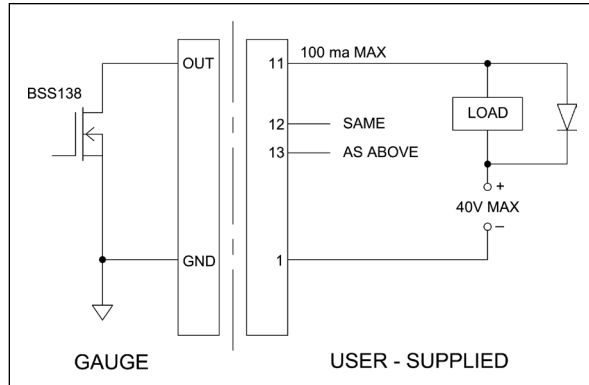 BSS138
OUT
GND
11
100 ma MAX
12
SAME
13
AS ABOVE
1
LOAD
+
40V MAX
–
GAUGE
USER - SUPPLIED